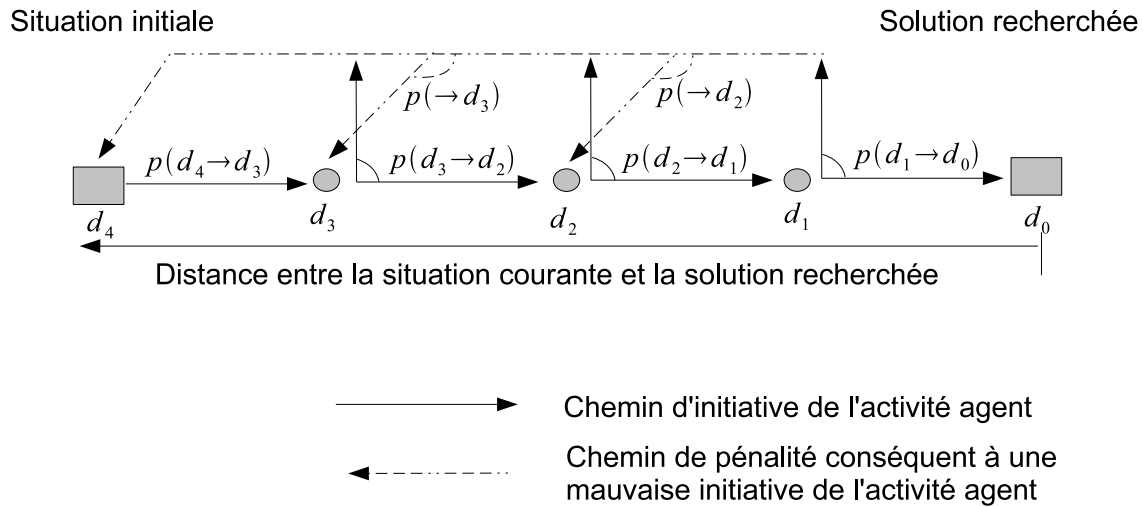 Situation initiale
Solution recherchée
p(→d₃)
p(→d₂)
p(d₄→d₃)
p(d₃→d₂)
p(d₂→d₁)
p(d₁→d₀)
d₄
d₃
d₂
d₁
d₀
Distance entre la situation courante et la solution recherchée
Chemin d'initiative de l'activité agent
Chemin de pénalité conséquent à une
mauvaise initiative de l'activité agent